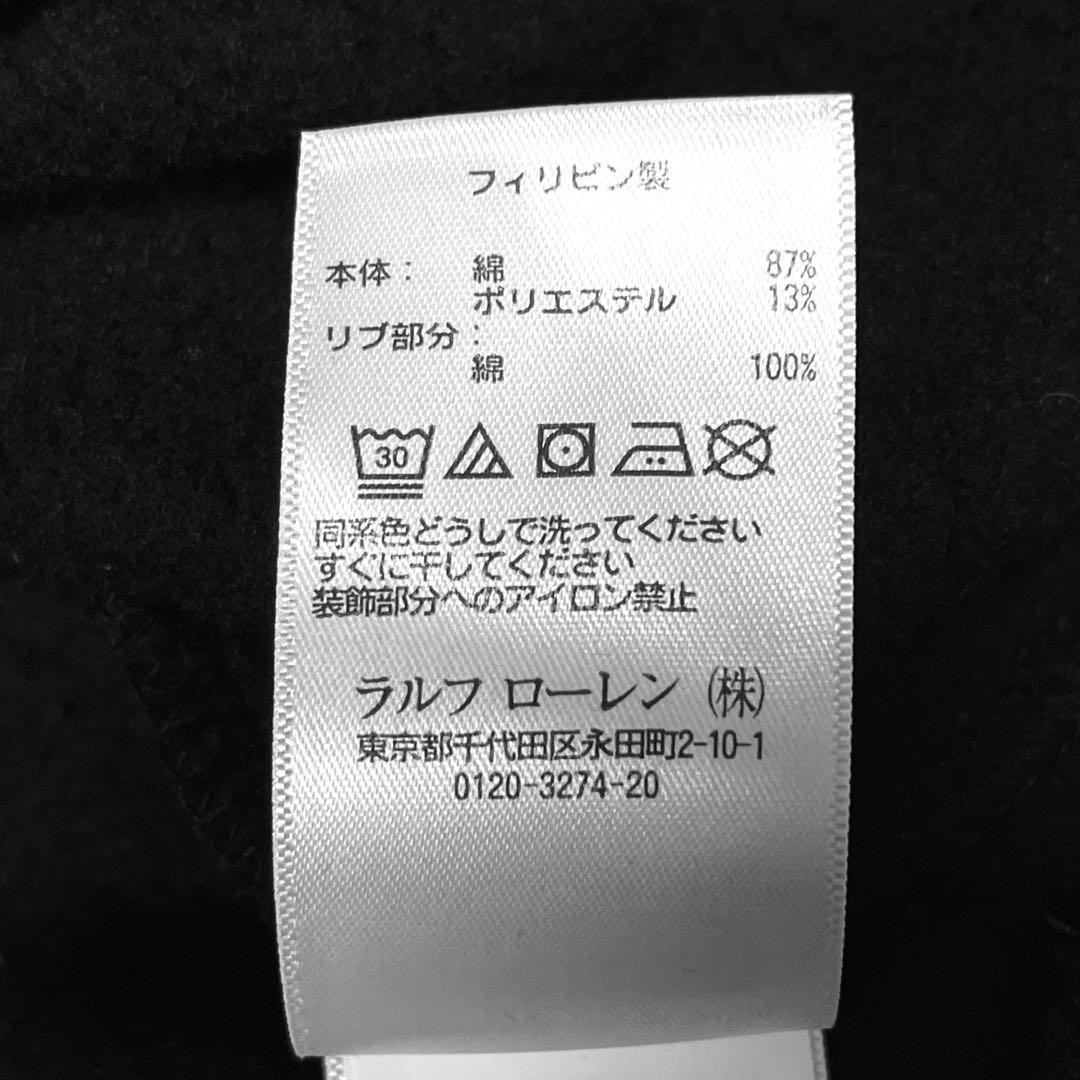 フィリピン製
本体： 綿 87%
ポリエステル 13%
リブ部分：
綿 100%
30
同系色どうしで洗ってください
すぐに干してください
装飾部分へのアイロン禁止
ラルフ ローレン (株)
東京都千代田区永田町2-10-1
0120-3274-20